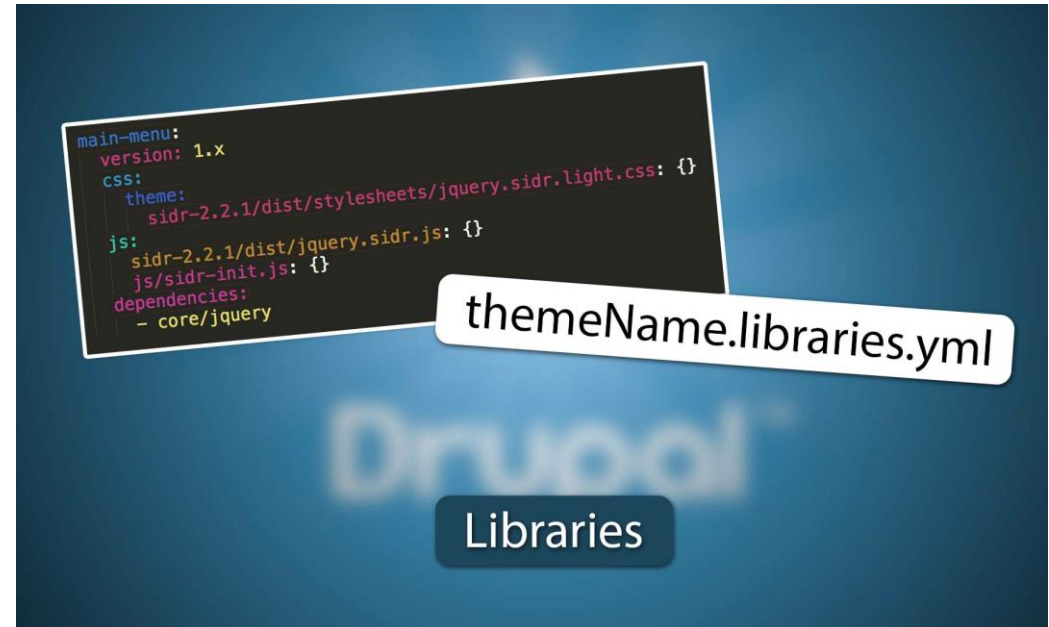 main-menu:
version: 1.x
css:
theme:
sidr-2.2.1/dist/stylesheets/jquery.sidr.light.css: {}
js:
sidr-2.2.1/dist/jquery.sidr.js: {}
js/sidr-init.js: {}
dependencies:
- core/jquery
themeName.libraries.yml
Drupal™
Libraries